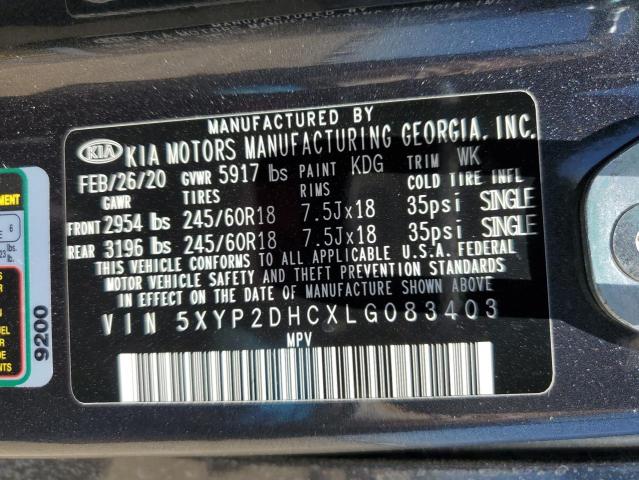 MANUFACTURED BY
KIA KIA MOTORS MANUFACTURING GEORGIA, INC.
FEB/26/20 GVWR 5917 lbs PAINT KDG TRIM WK
GAWR TIRES RIMS COLD TIRE INFL
FRONT 2954 lbs 245/60R18 7.5Jx18 35psi SINGLE
REAR 3196 lbs 245/60R18 7.5Jx18 35psi SINGLE
THIS VEHICLE CONFORMS TO ALL APPLICABLE U.S.A. FEDERAL
MOTOR VEHICLE SAFETY AND THEFT PREVENTION STANDARDS
IN EFFECT ON THE DATE OF MANUFACTURE SHOWN ABOVE.
VIN 5XYP2DHCXLG083403
MPV
9200
6